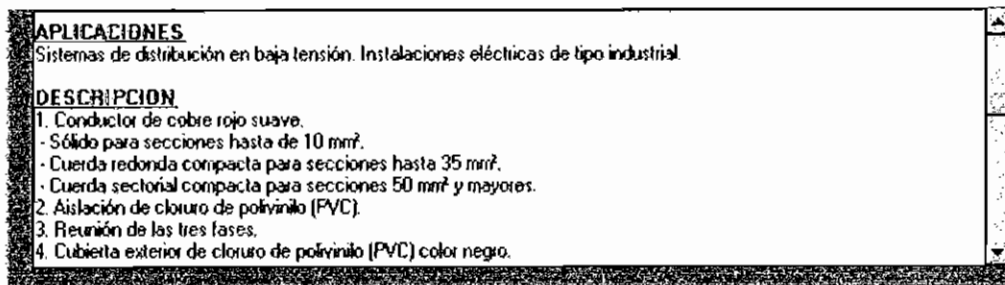 APLICACIONES
Sistemas de distribución en baja tensión. Instalaciones eléctricas de tipo industrial.
DESCRIPCION
1. Conductor de cobre rojo suave.
- Sólido para secciones hasta de 10 mm².
- Cuerda redonda compacta para secciones hasta 35 mm².
- Cuerda sectorial compacta para secciones 50 mm² y mayores.
2. Aislación de cloruro de polivinilo (PVC).
3. Reunión de las tres fases.
4. Cubierta exterior de cloruro de polivinilo (PVC) color negro.